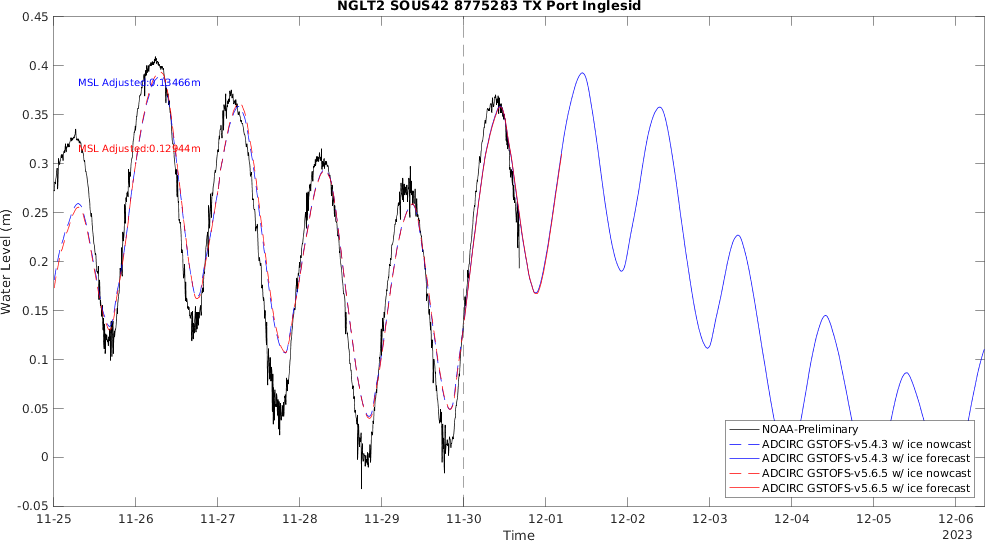 NGLT2 SOUS42 8775283 TX Port Inglesid
0.45
0.4
0.35
0.3
0.25
0.2
0.15
0.1
0.05
0
-0.05
Water Level (m)
MSL Adjusted:0.13466m
MSL Adjusted:0.12944m
NOAA-Preliminary
ADCIRC GSTOFS-v5.4.3 w/ ice nowcast
ADCIRC GSTOFS-v5.4.3 w/ ice forecast
ADCIRC GSTOFS-v5.6.5 w/ ice nowcast
ADCIRC GSTOFS-v5.6.5 w/ ice forecast
11-25 11-26 11-27 11-28 11-29 11-30 12-01 12-02 12-03 12-04 12-05 12-06
2023
Time